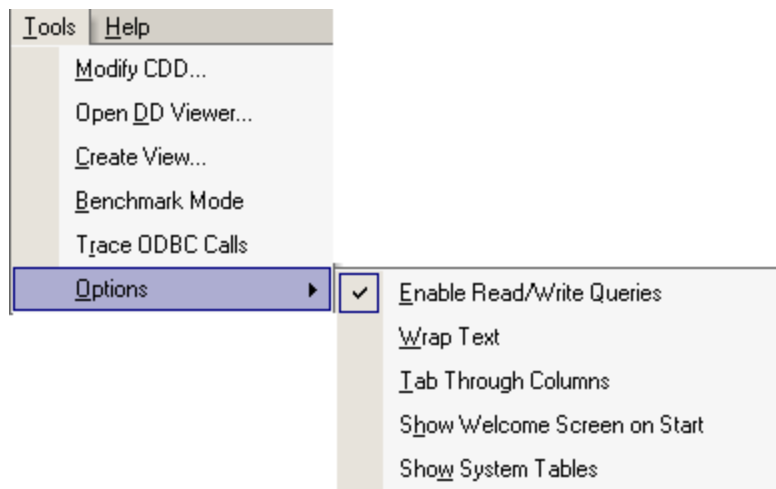 Tools Help
Modify CDD...
Open DD Viewer...
Create View...
Benchmark Mode
Trace ODBC Calls
Options
Enable Read/Write Queries
Wrap Text
Tab Through Columns
Show Welcome Screen on Start
Show System Tables